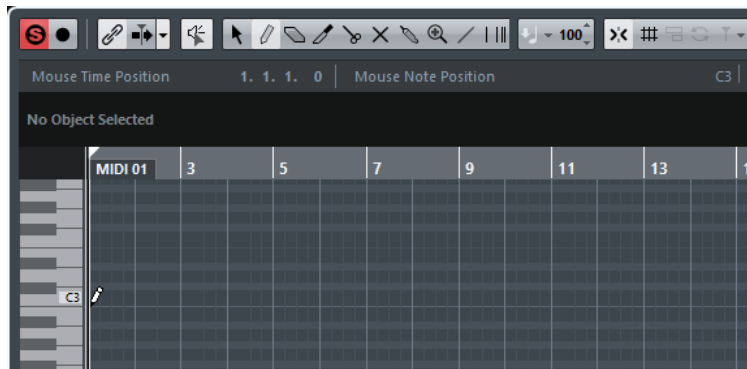 S
100
Mouse Time Position 1. 1. 1. 0 Mouse Note Position C3
No Object Selected
MIDI 01 3 5 7 9 11 13
C3